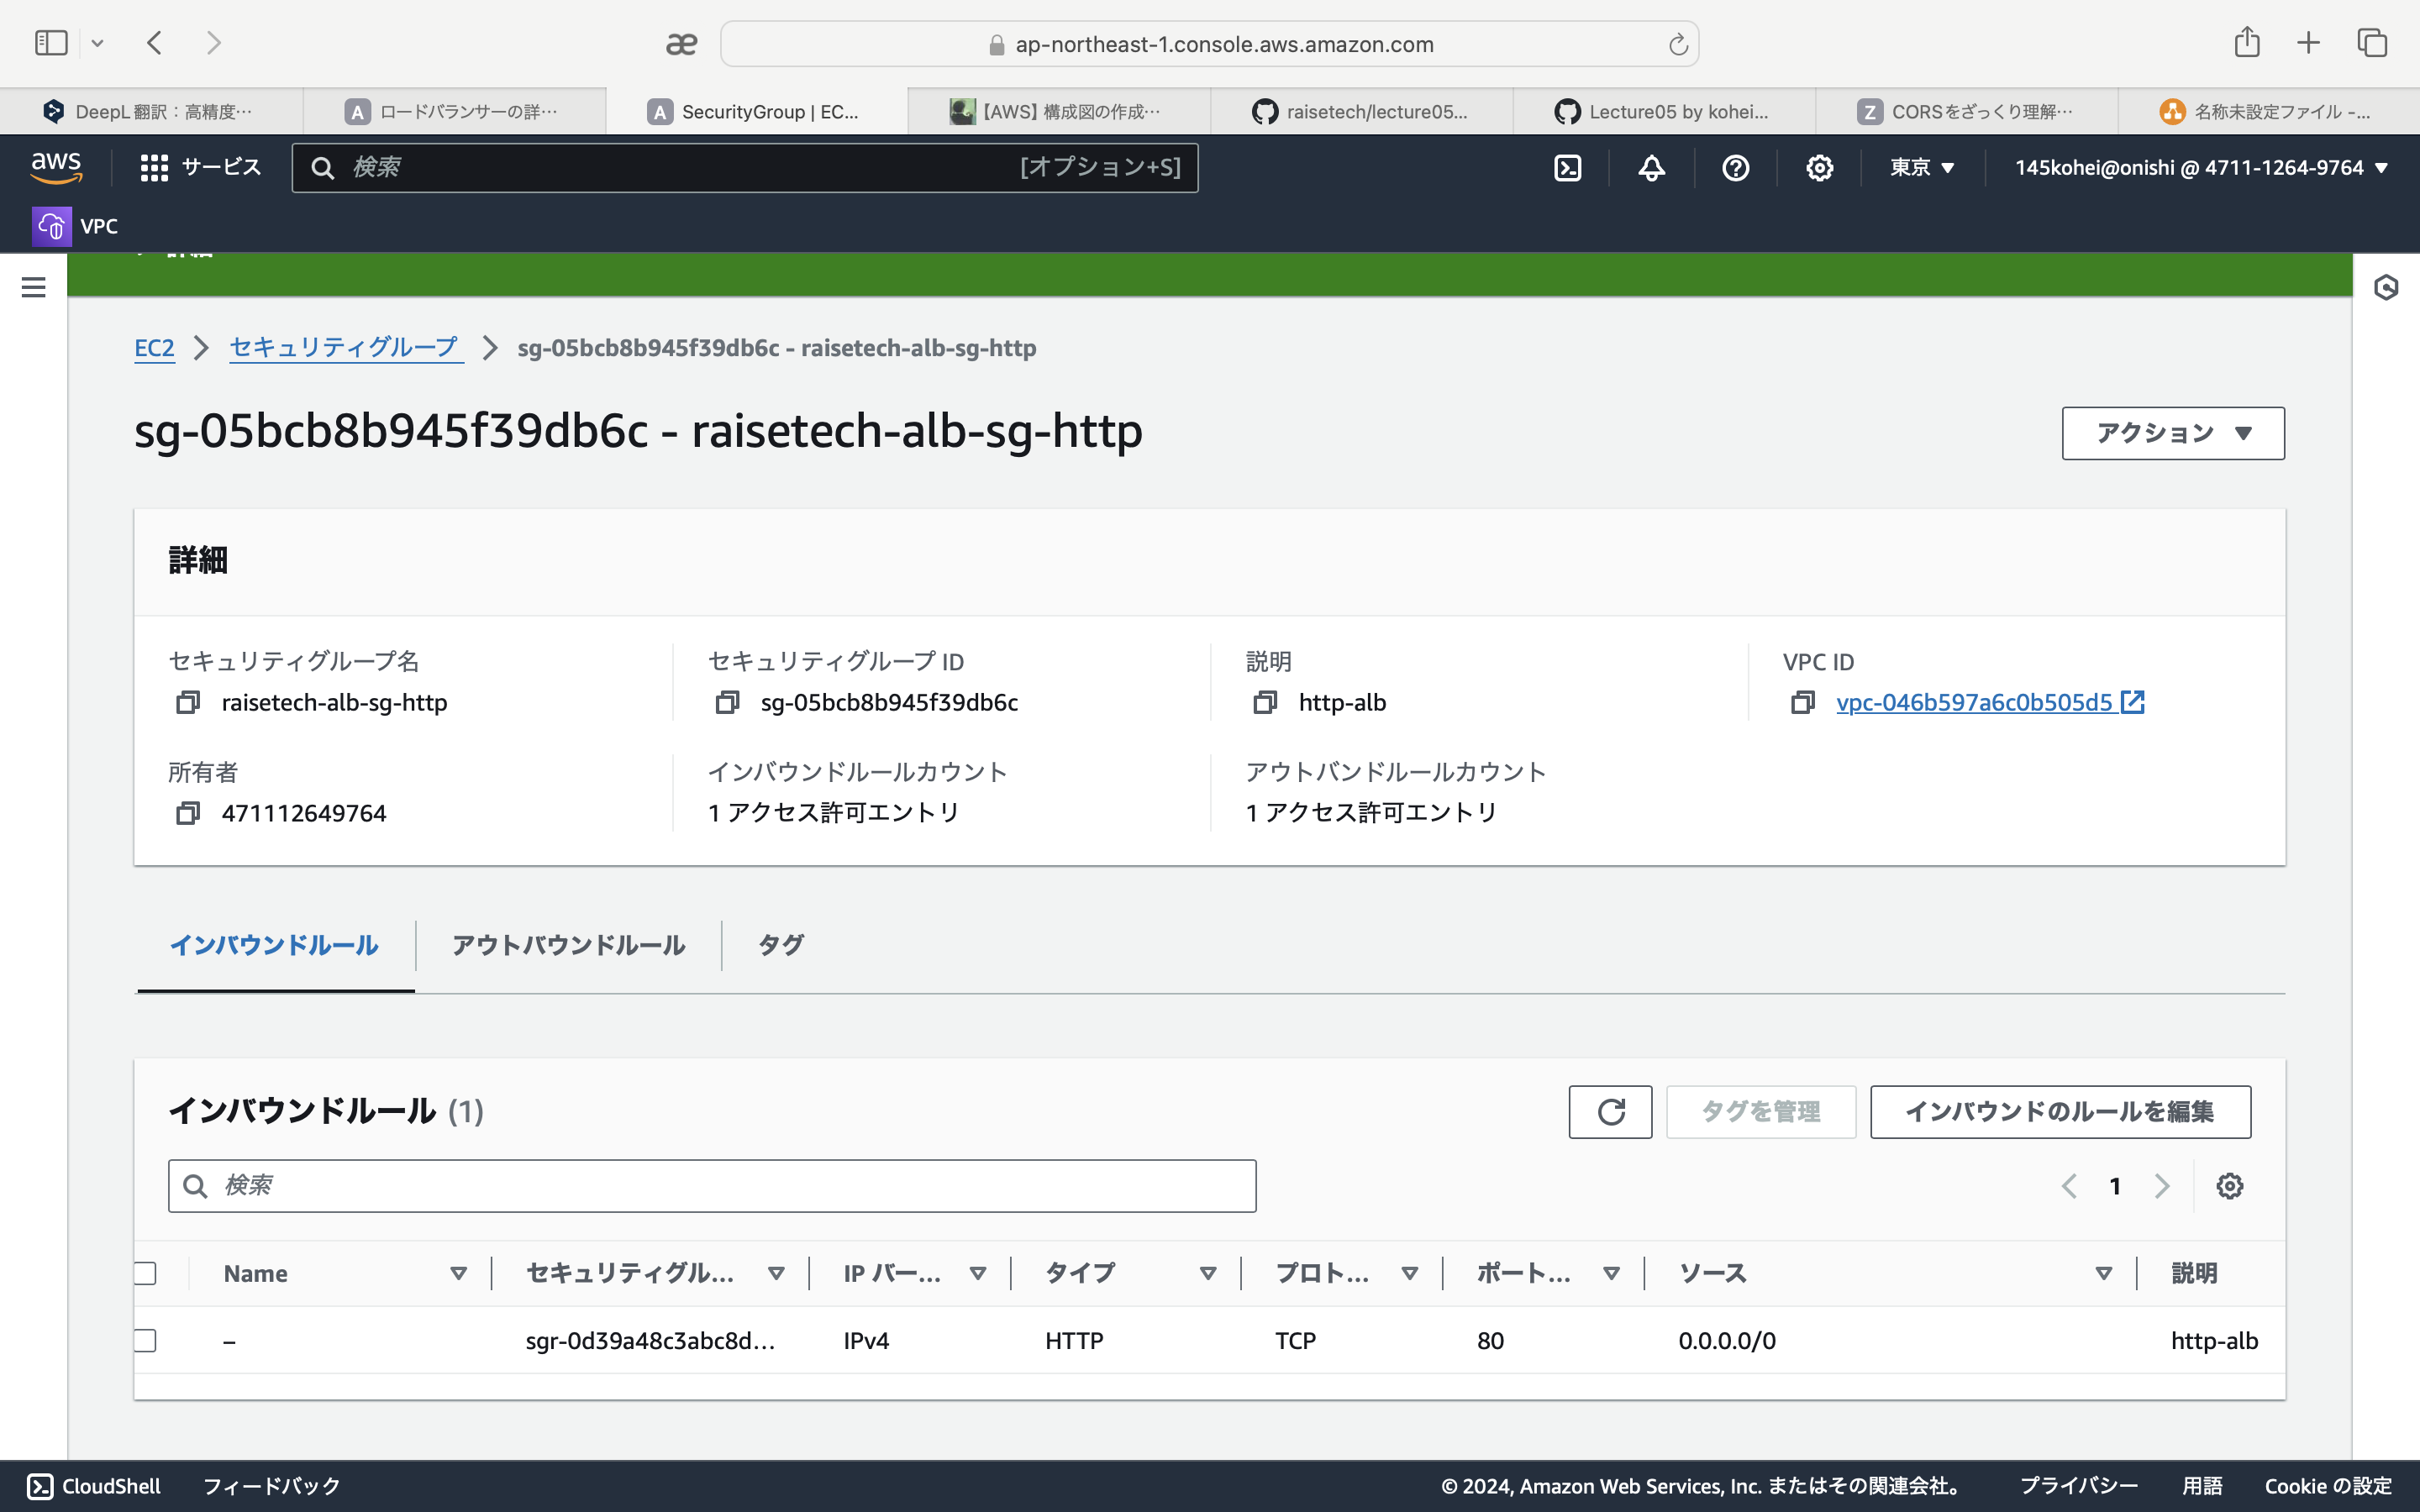 ap-northeast-1.console.aws.amazon.com
DeepL 翻訳：高精度…
ロードバランサーの詳…
SecurityGroup | EC...
【AWS】構成図の作成…
raisetech/lecture05...
Lecture05 by kohei...
CORSをざっくり理解…
名称未設定ファイル -...
aws
サービス
検索
[オプション+S]
東京
145kohei@onishi @ 4711-1264-9764
VPC
詳細
EC2
セキュリティグループ
sg-05bcb8b945f39db6c - raisetech-alb-sg-http
sg-05bcb8b945f39db6c - raisetech-alb-sg-http
アクション
詳細
セキュリティグループ名
raisetech-alb-sg-http
セキュリティグループ ID
sg-05bcb8b945f39db6c
説明
http-alb
VPC ID
vpc-046b597a6c0b505d5
所有者
471112649764
インバウンドルールカウント
1 アクセス許可エントリ
アウトバンドルールカウント
1 アクセス許可エントリ
インバウンドルール
アウトバウンドルール
タグ
インバウンドルール (1)
タグを管理
インバウンドのルールを編集
検索
1
Name
セキュリティグル...
IP バー...
タイプ
プロト...
ポート...
ソース
説明
–
sgr-0d39a48c3abc8d...
IPv4
HTTP
TCP
80
0.0.0.0/0
http-alb
CloudShell
フィードバック
© 2024, Amazon Web Services, Inc. またはその関連会社。
プライバシー
用語
Cookie の設定